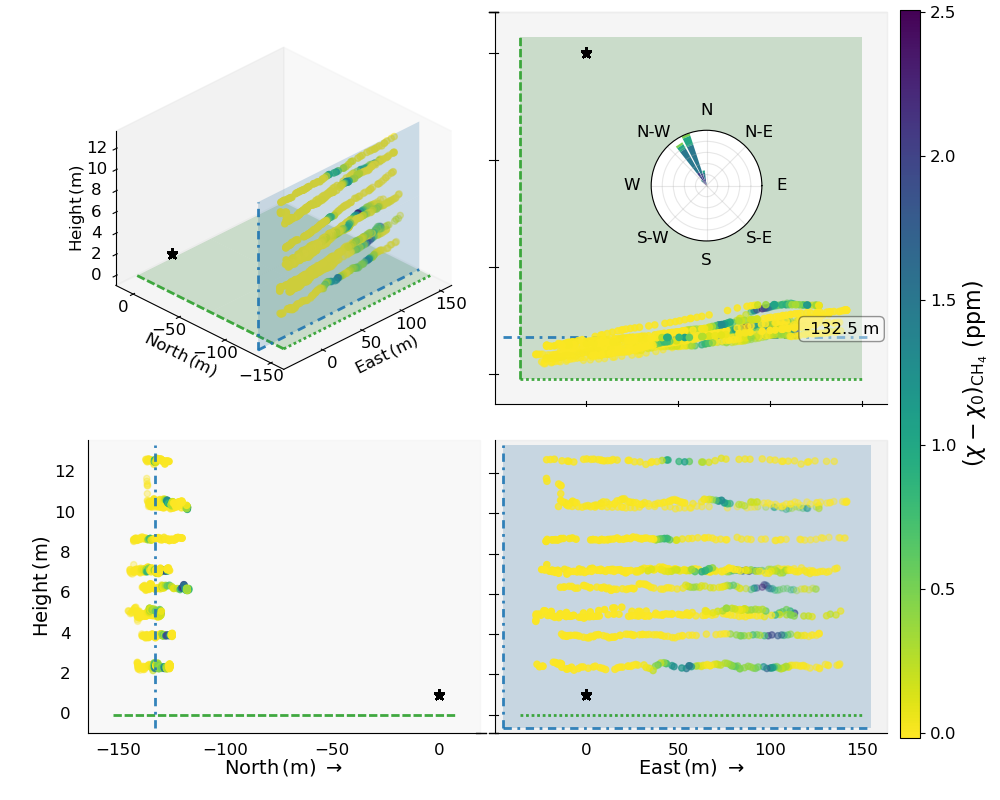 Height (m)
12
10
8
6
4
2
0
0
−50
−100
−150
North (m)
0
50
100
150
East (m)
N
N-W
N-E
W
E
S-W
S-E
S
-132.5 m
2.5
2.0
1.5
1.0
0.5
0.0
(χ − χ0)CH4 (ppm)
Height (m)
12
10
8
6
4
2
0
−150
−100
−50
0
North (m) →
0
50
100
150
East (m) →